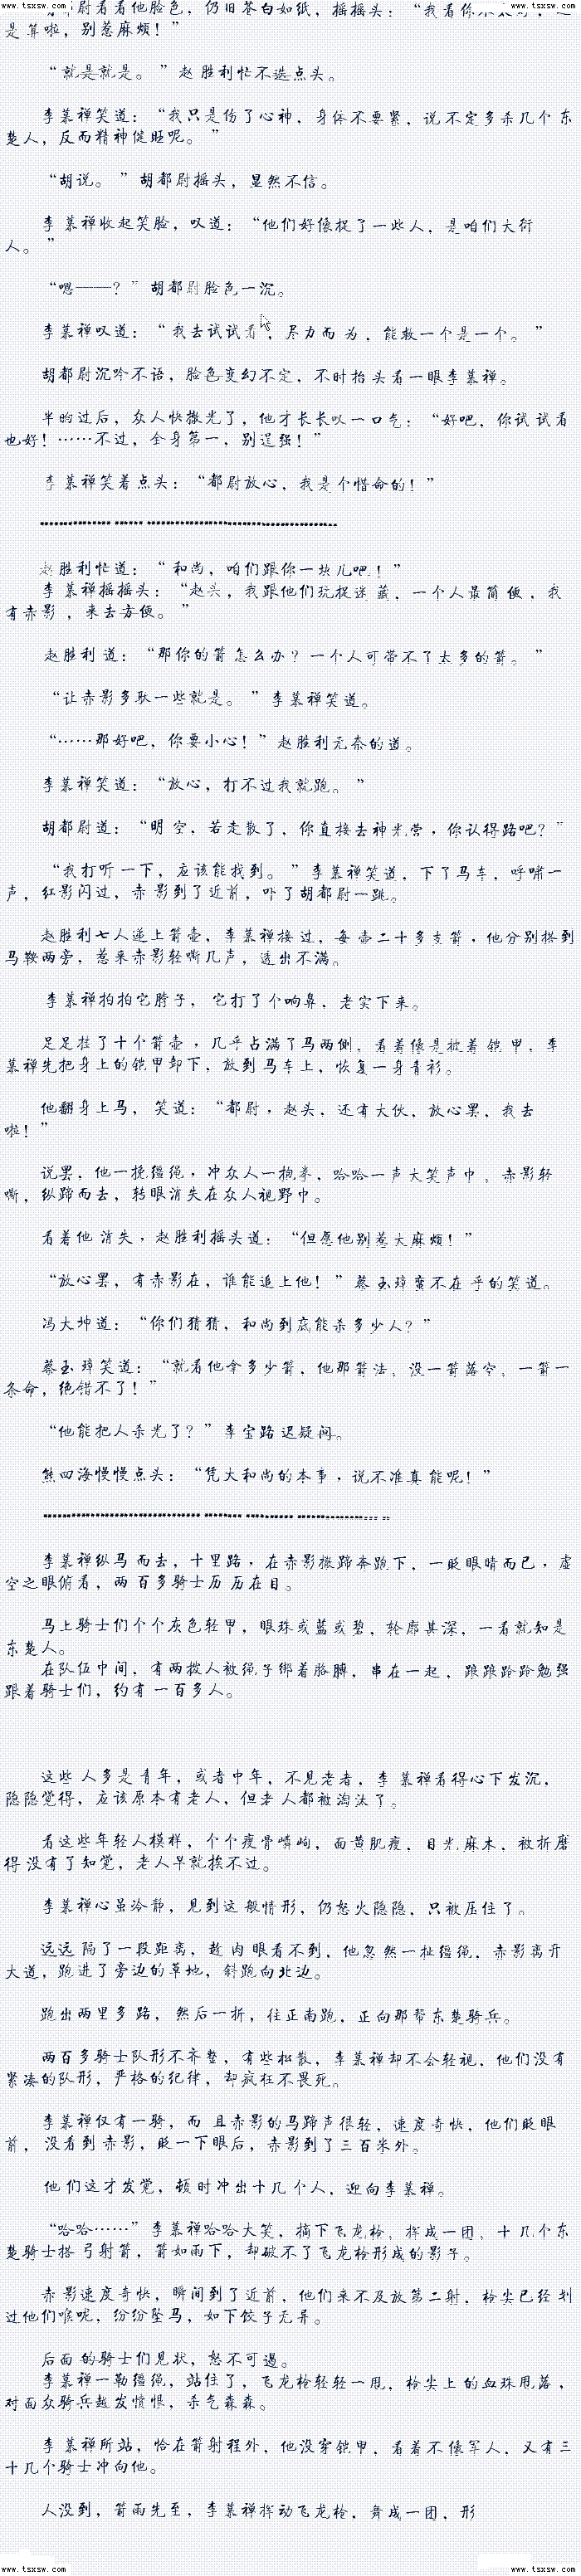 www.tsxsw.com www.tsxsw.com
尉看看他脸色，仍旧苍白如纸，摇摇头：“我看你
是算啦，别惹麻烦！”
“就是就是。”赵胜利忙不迭点头。
李慕禅笑道：“我只是伤了心神，身体不要紧，说不定多杀几个东
楚人，反而精神健旺呢。”
“胡说。”胡都尉摇头，显然不信。
李慕禅收起笑脸，叹道：“他们好像捉了一些人，是咱们大衍
人。”
“嗯————？”胡都尉脸色一沉。
李慕禅叹道：“我去试试看，尽力而为，能救一个是一个。”
胡都尉沉吟不语，脸色变幻不定，不时抬头看一眼李慕禅。
半晌过后，众人快撤光了，他才长长叹一口气：“好吧，你试试看
也好！……不过，全身第一，别逞强！”
李慕禅笑着点头：“都尉放心，我是个惜命的！”
赵胜利忙道：“和尚，咱们跟你一块儿吧！”
李慕禅摇摇头：“赵头，我跟他们玩捉迷藏，一个人最简便，我
有赤影，来去方便。”
赵胜利道：“那你的箭怎么办？一个人可带不了太多的箭。”
“让赤影多驮一些就是。”李慕禅笑道。
“……那好吧，你要小心！”赵胜利无奈的道。
李慕禅笑道：“放心，打不过我就跑。”
胡都尉道：“明空，若走散了，你直接去神光营，你认得路吧？”
“我打听一下，应该能找到。”李慕禅笑道，下了马车，呼啸一
声，红影闪过，赤影到了近前，吓了胡都尉一跳。
赵胜利七人递上箭壶，李慕禅接过，每壶二十多支箭，他分别搭到
马鞍两旁，惹来赤影轻嘶几声，透出不满。
李慕禅拍拍它脖子，它打了个响鼻，老实下来。
足足挂了十个箭壶，几乎占满了马两侧，看着像是披着铠甲，李
慕禅先把身上的铠甲卸下，放到马车上，恢复一身青衫。
他翻身上马，笑道：“都尉，赵头，还有大伙，放心罢，我去
啦！”
说罢，他一挽缰绳，冲众人一抱拳，哈哈一声大笑声中，赤影轻
嘶，纵蹄而去，转眼消失在众人视野中。
看着他消失，赵胜利摇头道：“但愿他别惹大麻烦！”
“放心罢，有赤影在，谁能追上他！”蔡玉璋蛮不在乎的笑道。
冯大坤道：“你们猜猜，和尚到底能杀多少人？”
蔡玉璋笑道：“就看他拿多少箭，他那箭法，没一箭落空，一箭一
条命，绝错不了！”
“他能把人杀光了？”李宝路迟疑问。
熊四海慢慢点头：“凭大和尚的本事，说不准真能呢！”
李慕禅纵马而去，十里路，在赤影撒蹄奔跑下，一眨眼睛而已，虚
空之眼俯看，两百多骑士历历在目。
马上骑士们个个灰色轻甲，眼珠或蓝或碧，轮廓甚深，一看就知是
东楚人。
在队伍中间，有两拨人被绳子绑着胳膊，串在一起，踉踉跄跄勉强
跟着骑士们，约有一百多人。
这些人多是青年，或者中年，不见老者，李慕禅看得心下发沉，
隐隐觉得，应该原本有老人，但老人都被淘汰了。
看这些年轻人模样，个个瘦骨嶙峋，面黄肌瘦，目光麻木，被折磨
得没有了知觉，老人早就挨不过。
李慕禅心虽冷静，见到这般情形，仍怒火隐隐，只被压住了。
远远隔了一段距离，趁肉眼看不到，他忽然一扯缰绳，赤影离开
大道，跑进了旁边的草地，斜跑向北边。
跑出两里多路，然后一折，往正南跑，正向那帮东楚骑兵。
两百多骑士队形不齐整，有些松散，李慕禅却不会轻视，他们没有
紧凑的队形，严格的纪律，却疯狂不畏死。
李慕禅仅有一骑，而且赤影的马蹄声很轻，速度奇快，他们眨眼
前，没看到赤影，眨一下眼后，赤影到了三百米外。
他们这才发觉，顿时冲出十几个人，迎向李慕禅。
“哈哈……”李慕禅哈哈大笑，摘下飞龙枪，挥成一团，十几个东
楚骑士搭弓射箭，箭如雨下，却破不了飞龙枪形成的影子。
赤影速度奇快，瞬间到了近前，他们来不及放第二射，枪尖已经划
过他们喉咙，纷纷坠马，如下饺子无异。
后面的骑士们见状，怒不可遏。
李慕禅一勒缰绳，站住了，飞龙枪轻轻一甩，枪尖上的血珠甩落，
对面众骑兵越发愤恨，杀气森森。
李慕禅所站，恰在箭射程外，他没穿铠甲，看着不像军人，又有三
十几个骑士冲向他。
人没到，箭雨先至，李慕禅挥动飞龙枪，舞成一团，形
www.tsxsw.com www.tsxsw.com